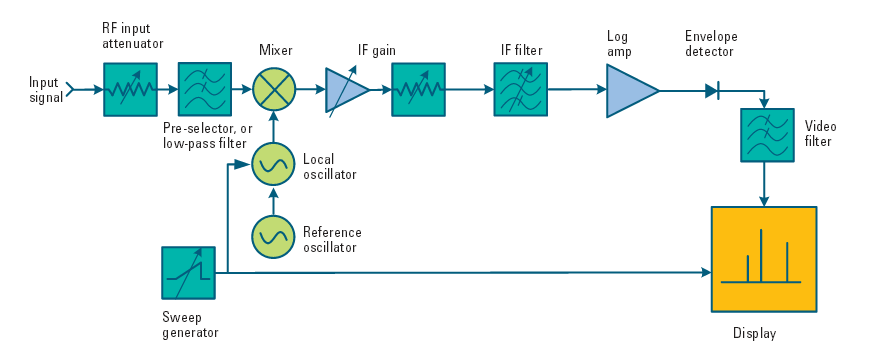 RF input
attenuator
Mixer
IF gain
IF filter
Log
amp
Envelope
detector
Input
signal
Pre-selector, or
low-pass filter
Video
filter
Local
oscillator
Reference
oscillator
Sweep
generator
Display